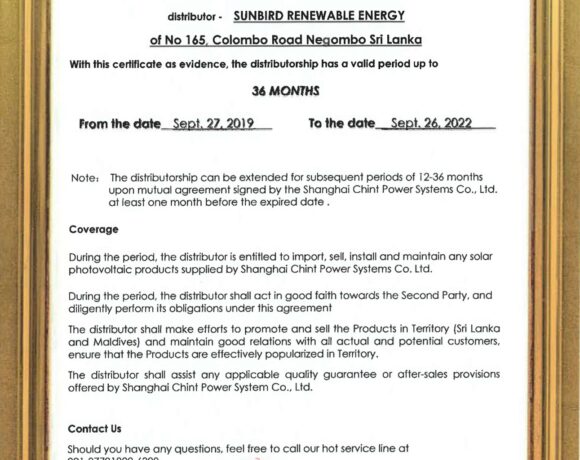 distributor - SUNBIRD RENEWABLE ENERGY
of No 165, Colombo Road Negombo Sri Lanka
With this certificate as evidence, the distributorship has a valid period up to
36 MONTHS
From the date Sept. 27, 2019 To the date Sept. 26, 2022
Note: The distributorship can be extended for subsequent periods of 12-36 months
upon mutual agreement signed by the Shanghai Chint Power Systems Co., Ltd.
at least one month before the expired date .
Coverage
During the period, the distributor is entitled to import, sell, install and maintain any solar
photovoltaic products supplied by Shanghai Chint Power Systems Co. Ltd.
During the period, the distributor shall act in good faith towards the Second Party, and
diligently perform its obligations under this agreement
The distributor shall make efforts to promote and sell the Products in Territory (Sri Lanka
and Maldives) and maintain good relations with all actual and potential customers,
ensure that the Products are effectively popularized in Territory.
The distributor shall assist any applicable quality guarantee or after-sales provisions
offered by Shanghai Chint Power System Co., Ltd.
Contact Us
Should you have any questions, feel free to call our hot service line at